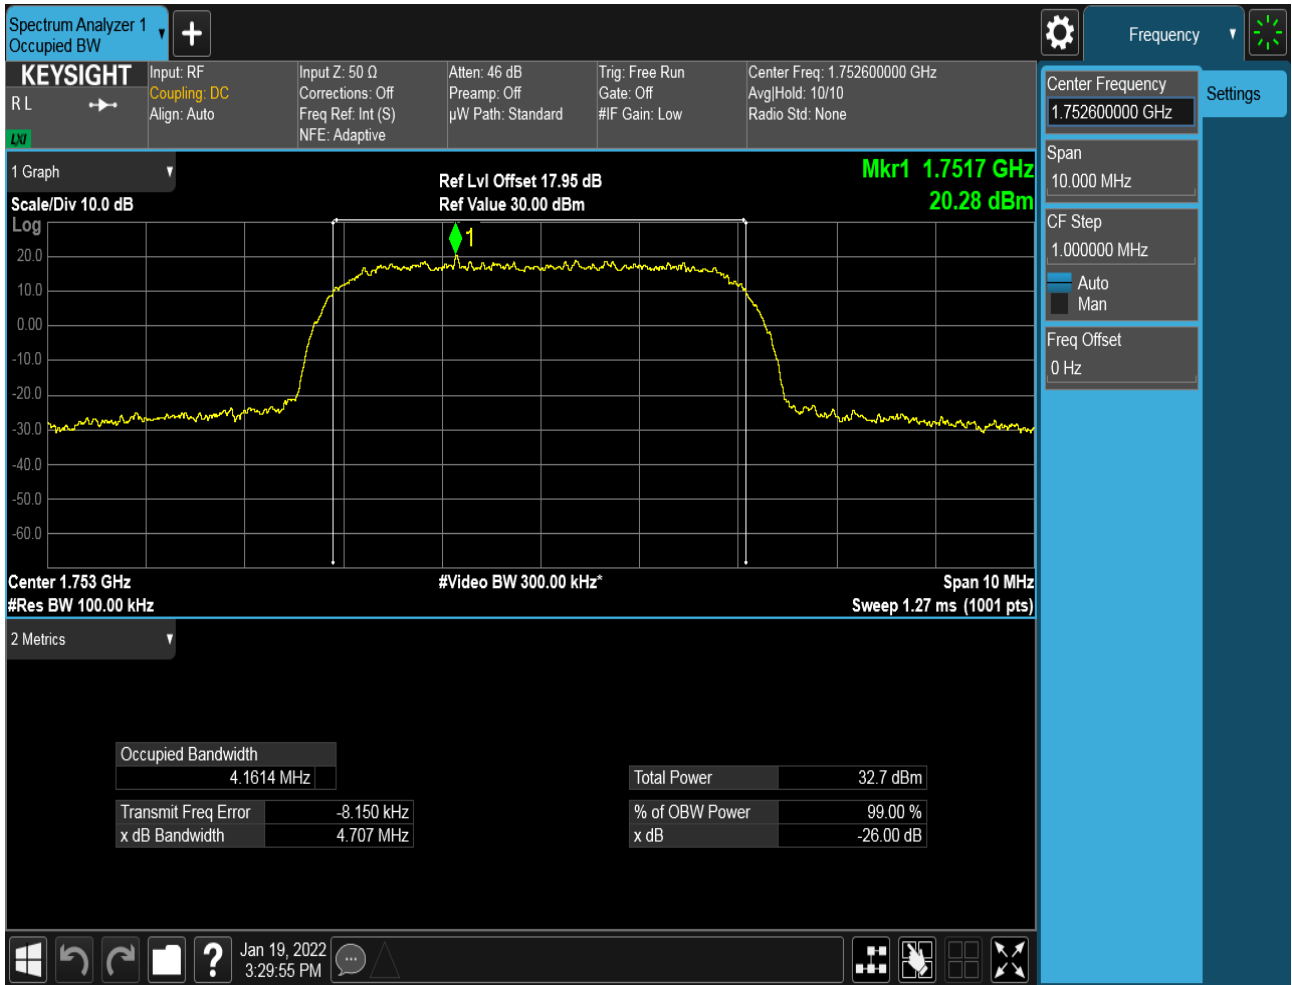 Spectrum Analyzer 1
Occupied BW
+
Frequency
KEYSIGHT
R L
LXI
Input: RF
Coupling: DC
Align: Auto
Input Z: 50 Ω
Corrections: Off
Freq Ref: Int (S)
NFE: Adaptive
Atten: 46 dB
Preamp: Off
µW Path: Standard
Trig: Free Run
Gate: Off
#IF Gain: Low
Center Freq: 1.752600000 GHz
Avg|Hold: 10/10
Radio Std: None
Center Frequency
1.752600000 GHz
Settings
Span
10.000 MHz
CF Step
1.000000 MHz
Auto
Man
Freq Offset
0 Hz
1 Graph
Scale/Div 10.0 dB
Ref Lvl Offset 17.95 dB
Ref Value 30.00 dBm
Mkr1 1.7517 GHz
20.28 dBm
Log
1
20.0
10.0
0.00
-10.0
-20.0
-30.0
-40.0
-50.0
-60.0
Center 1.753 GHz
#Video BW 300.00 kHz*
Span 10 MHz
#Res BW 100.00 kHz
Sweep 1.27 ms (1001 pts)
2 Metrics
Occupied Bandwidth
4.1614 MHz
Transmit Freq Error -8.150 kHz
x dB Bandwidth 4.707 MHz
Total Power 32.7 dBm
% of OBW Power 99.00 %
x dB -26.00 dB
?
Jan 19, 2022
3:29:55 PM